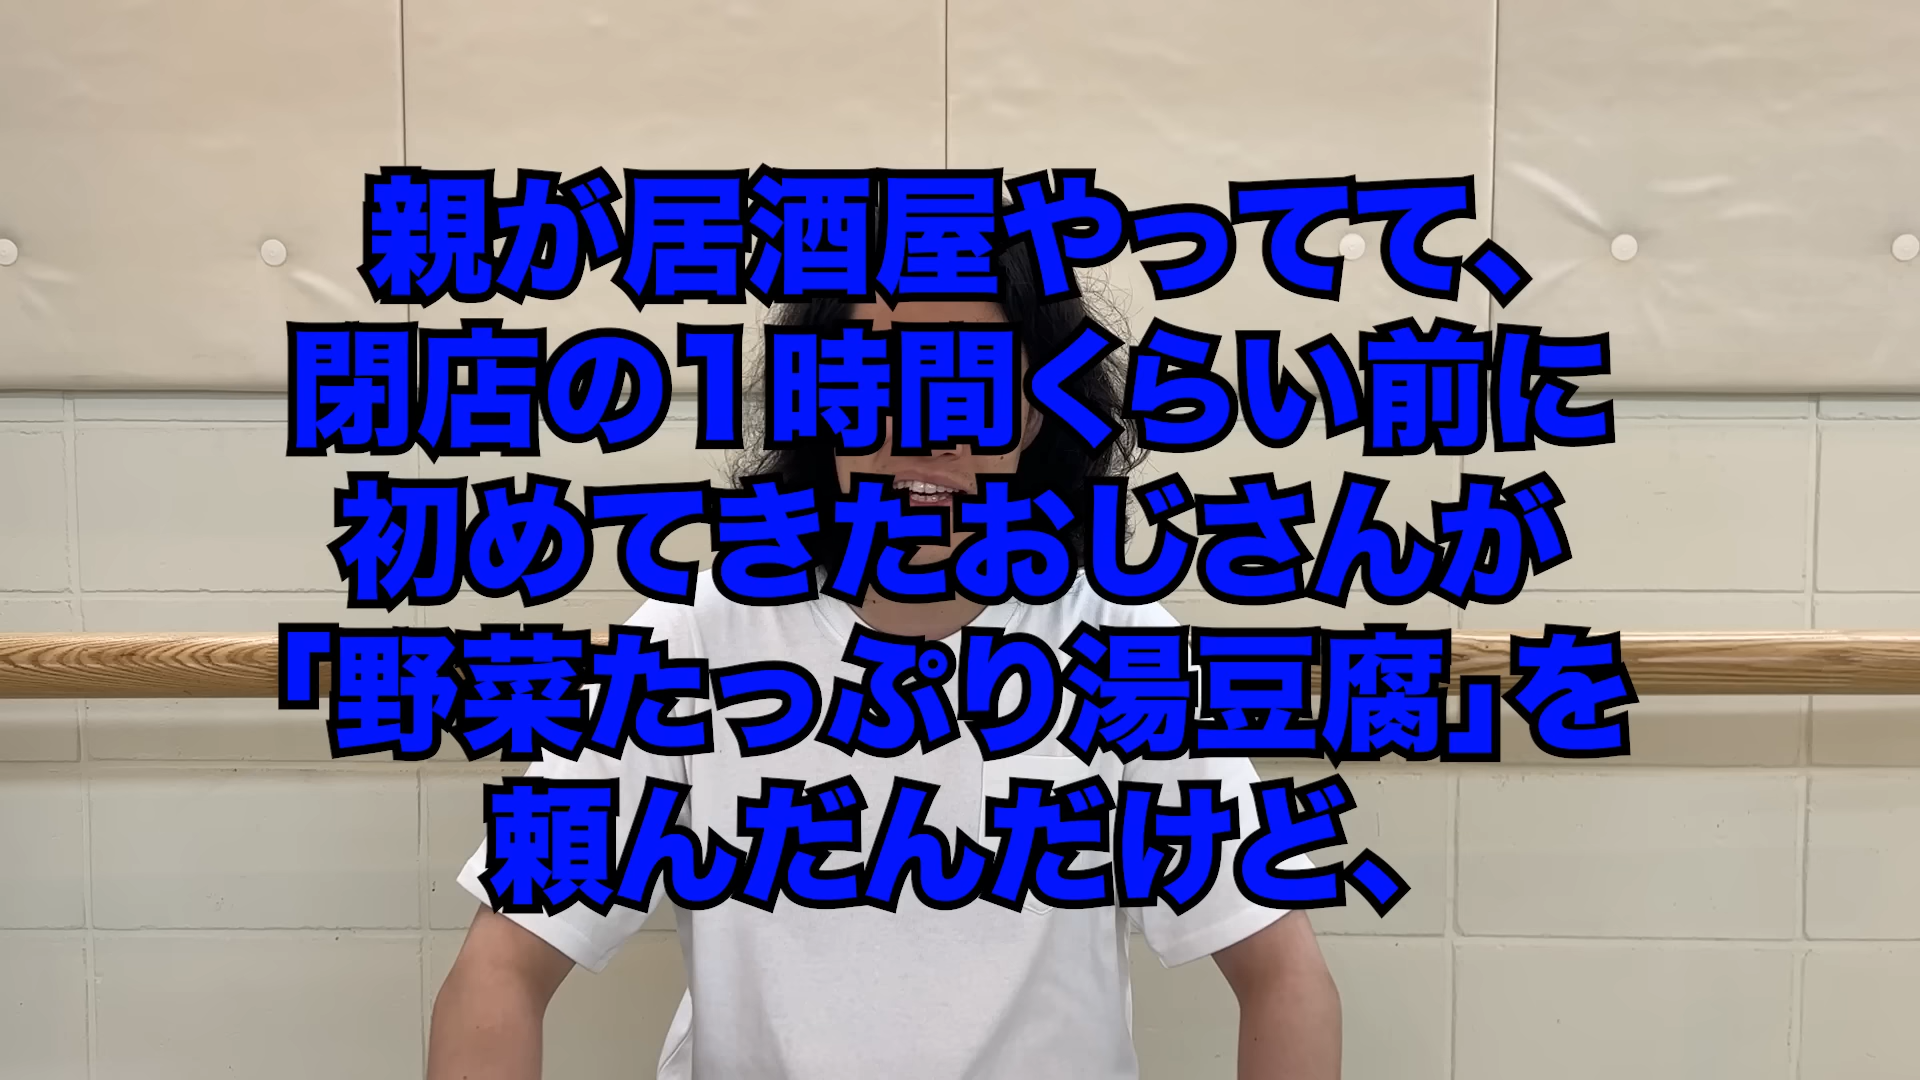 親が居酒屋やってて、
閉店の1時間くらい前に
初めてきたおじさんが
「野菜たっぷり湯豆腐」を
頼んだんだけど、